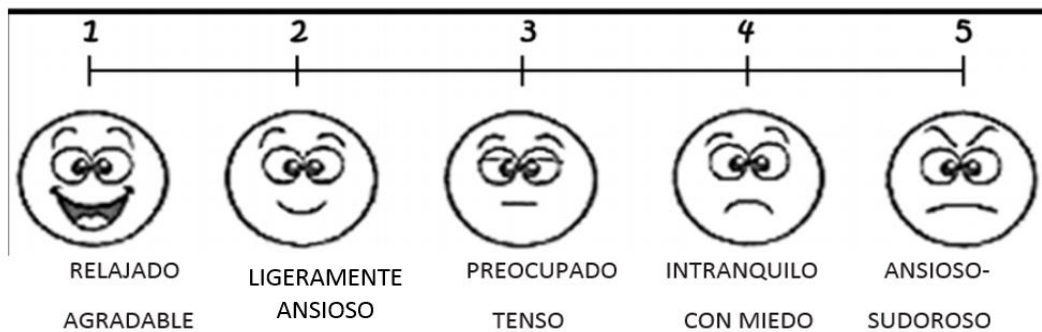 1 2 3 4 5
RELAJADO LIGERAMENTE PREOCUPADO INTRANQUILO ANSIOSO-
AGRADABLE ANSIOSO TENSO CON MIEDO SUDOROSO